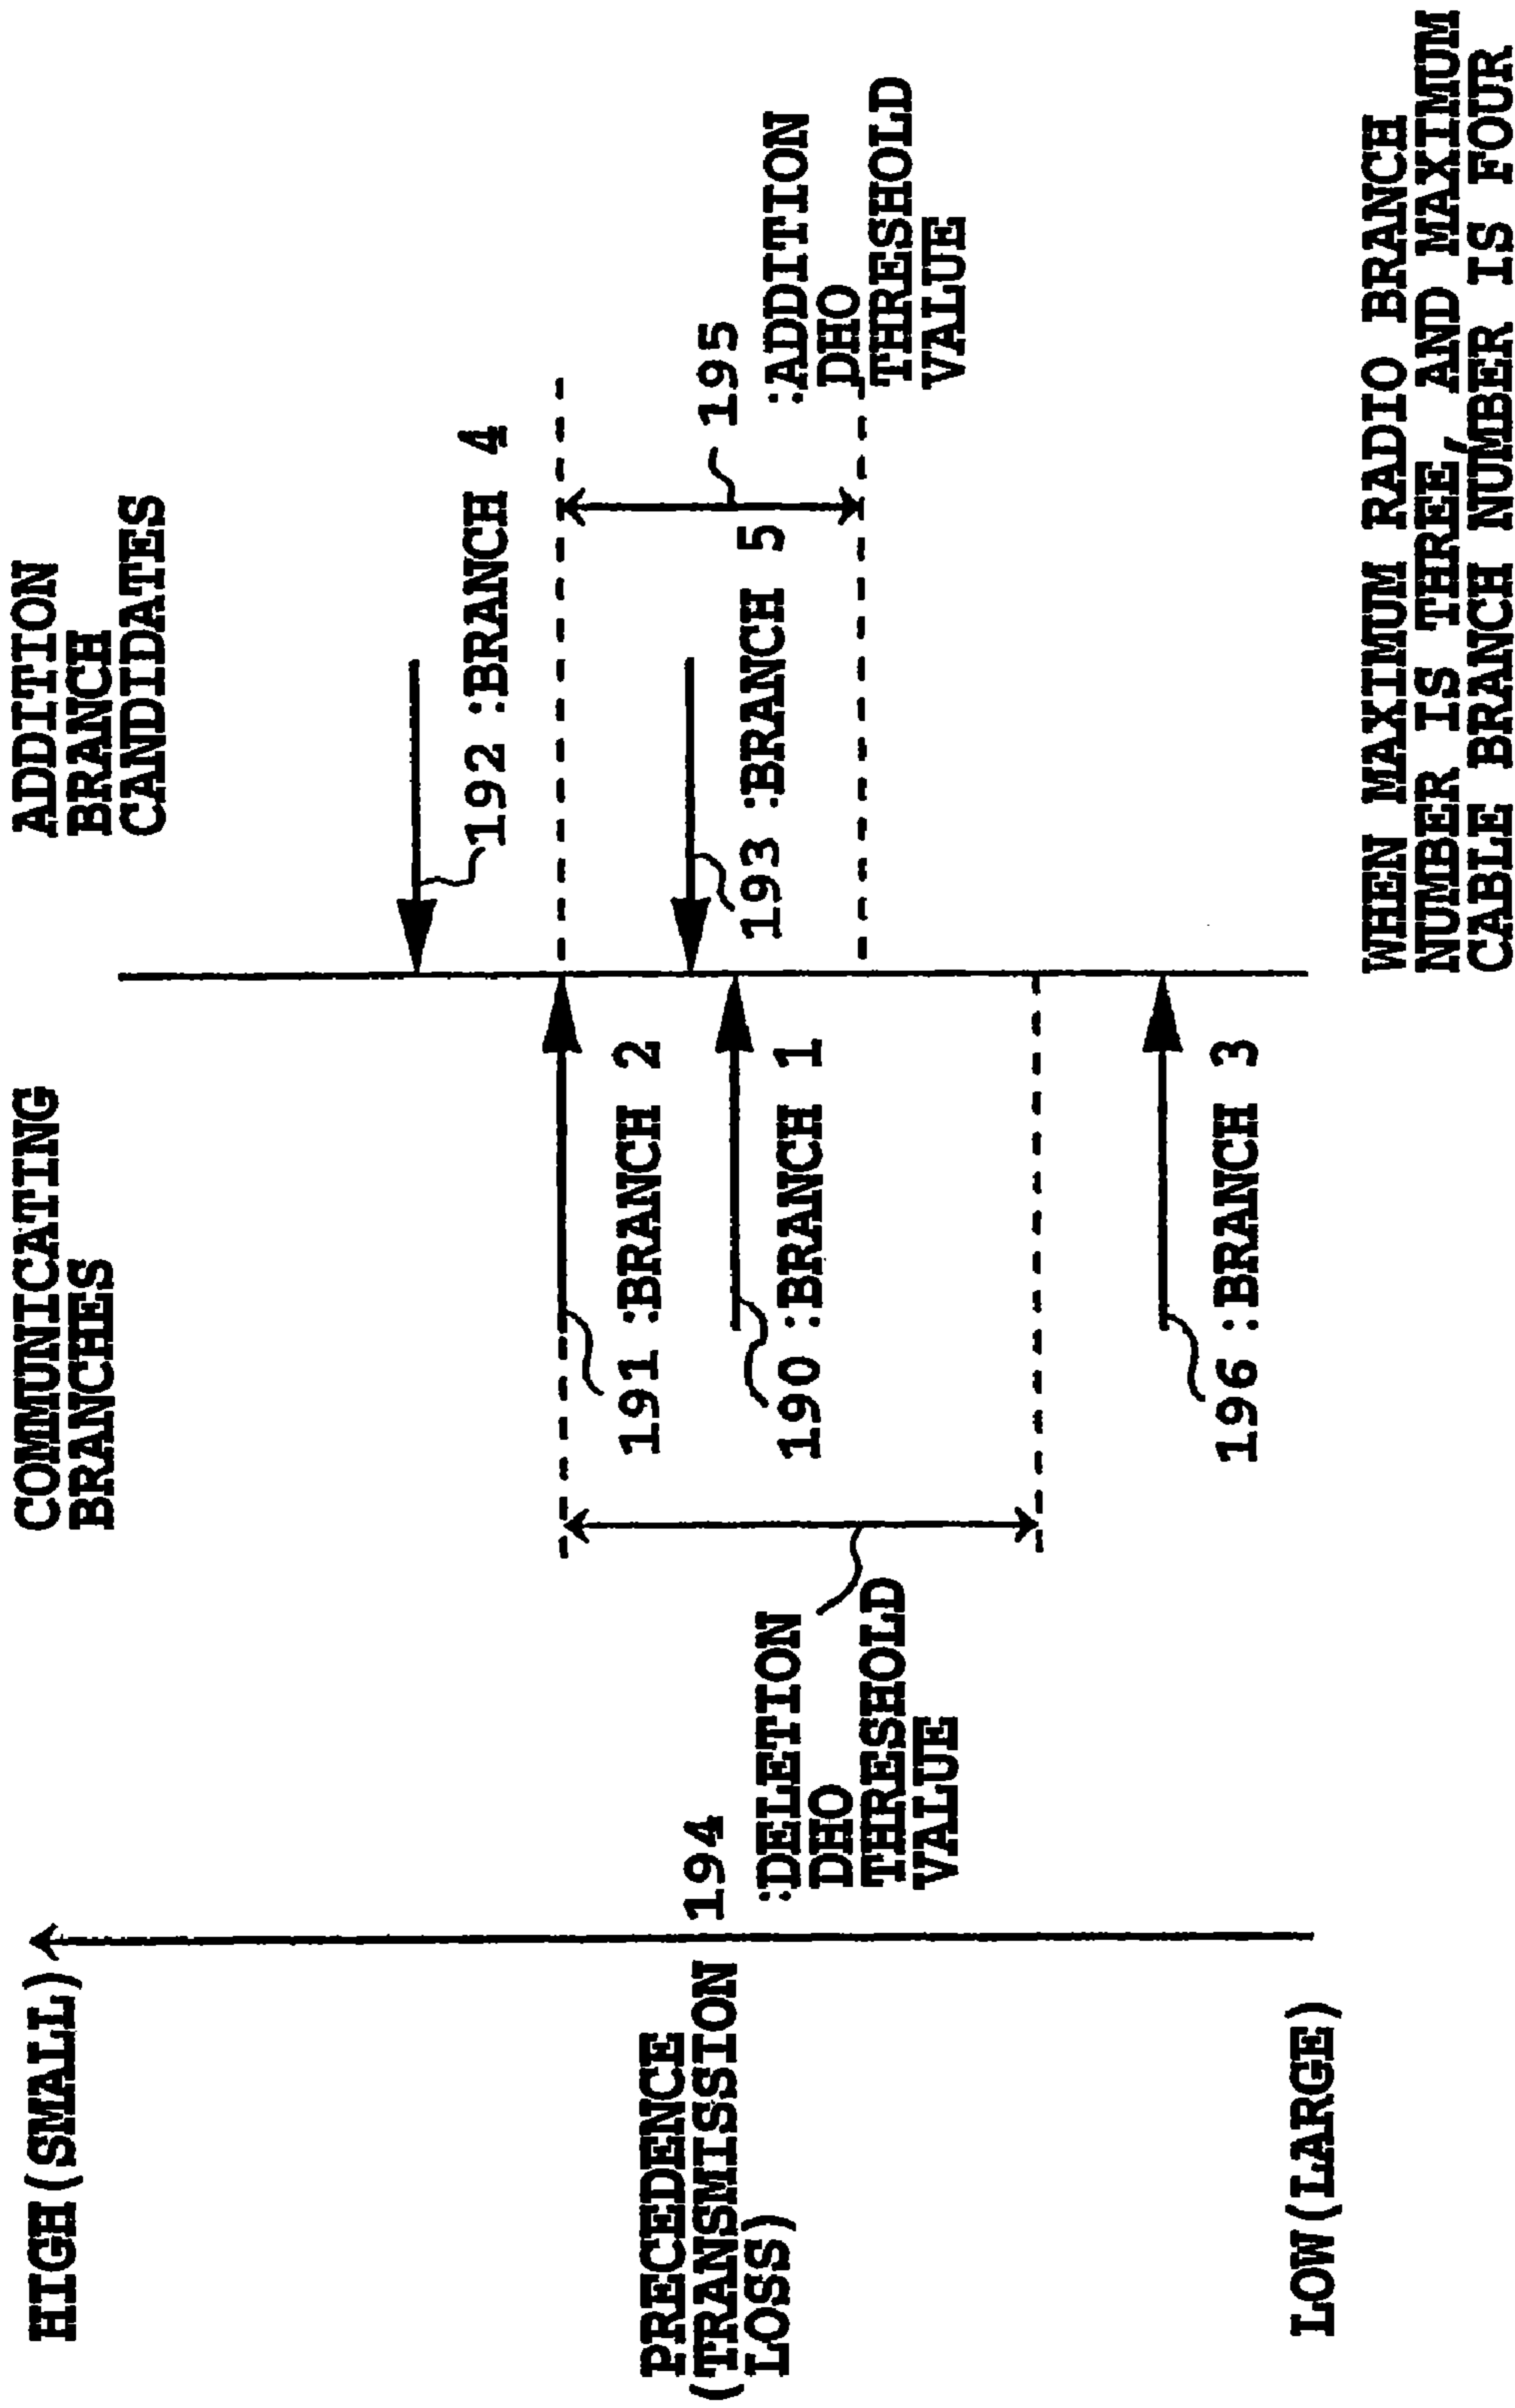 COMMUNICATING
BRANCHES
ADDITION
BRANCH
CANDIDATES
HIGH(SMALL)
PRECEDENCE
(TRANSMISSION
LOSS)
LOW(LARGE)
194
:DELETION
DHO
THRESHOLD
VALUE
191:BRANCH 2
190:BRANCH 1
196:BRANCH 3
192:BRANCH 4
193:BRANCH 5
195
:ADDITION
DHO
THRESHOLD
VALUE
WHEN MAXIMUM RADIO BRANCH
NUMBER IS THREE, AND MAXIMUM
CABLE BRANCH NUMBER IS FOUR